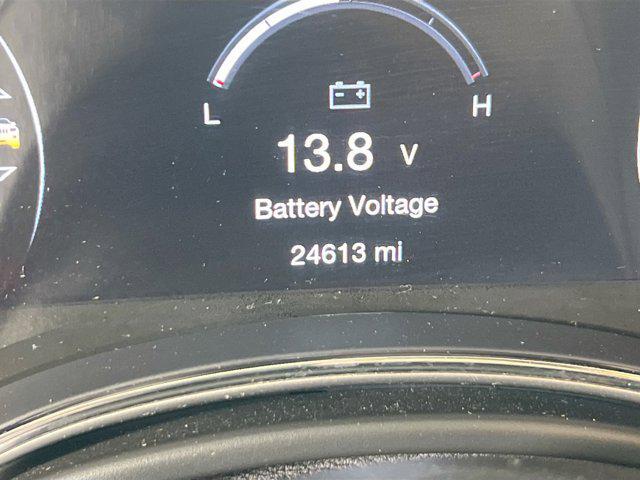 L H
13.8 V
Battery Voltage
24613 mi